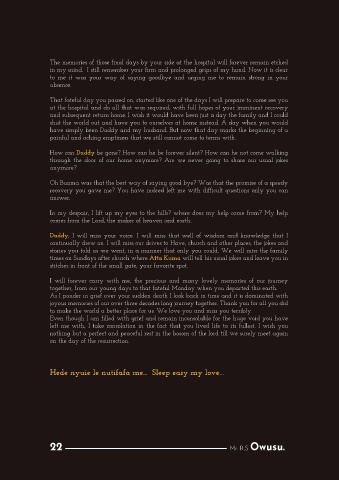 The memories of those final days by your side at the hospital will forever remain etched
in my mind. I still remember your firm and prolonged grips of my hand. Now it is clear
to me it was your way of saying goodbye and urging me to remain strong in your
absence.
That fateful day you passed on, started like one of the days I will prepare to come see you
at the hospital and do all that was required, with full hopes of your imminent recovery
and subsequent return home. I wish it would have been just a day the family and I could
shut the world out and have you to ourselves at home instead. A day when you would
have simply been Daddy and my husband. But now that day marks the beginning of a
painful and aching emptiness that we still cannot come to terms with.
How can Daddy be gone? How can he be forever silent? How can he not come walking
through the door of our home anymore? Are we never going to share our usual jokes
anymore?
Oh Busima was that the best way of saying good bye? Was that the promise of a speedy
recovery you gave me? You have indeed left me with difficult questions only you can
answer.
In my despair, I lift up my eyes to the hills? where does my help come from? My help
comes from the Lord, the maker of heaven and earth.
Daddy, I will miss your voice. I will miss that well of wisdom and knowledge that I
continually drew on. I will miss our drives to Havé, church and other places, the jokes and
stories you told as we went, in a manner that only you could. We will miss the family
times on Sundays after church where Atta Kuma will tell his usual jokes and leave you in
stitches in front of the small gate, your favorite spot.
I will forever carry with me, the precious and many lovely memories of our journey
together, from our young days to that fateful Monday when you departed this earth.
As I ponder in grief over your sudden death I look back in time and it is dominated with
joyous memories of our over three decades long journey together. Thank you for all you did
to make the world a better place for us. We love you and miss you terribly.
Even though I am filled with grief and remain inconsolable for the huge void you have
left me with, I take consolation in the fact that you lived life to its fullest. I wish you
nothing but a perfect and peaceful rest in the bosom of the lord till we surely meet again
on the day of the resurrection.
Hede nyuie le nutifafa me... Sleep easy my love...
22 Mr. R.S Owusu.